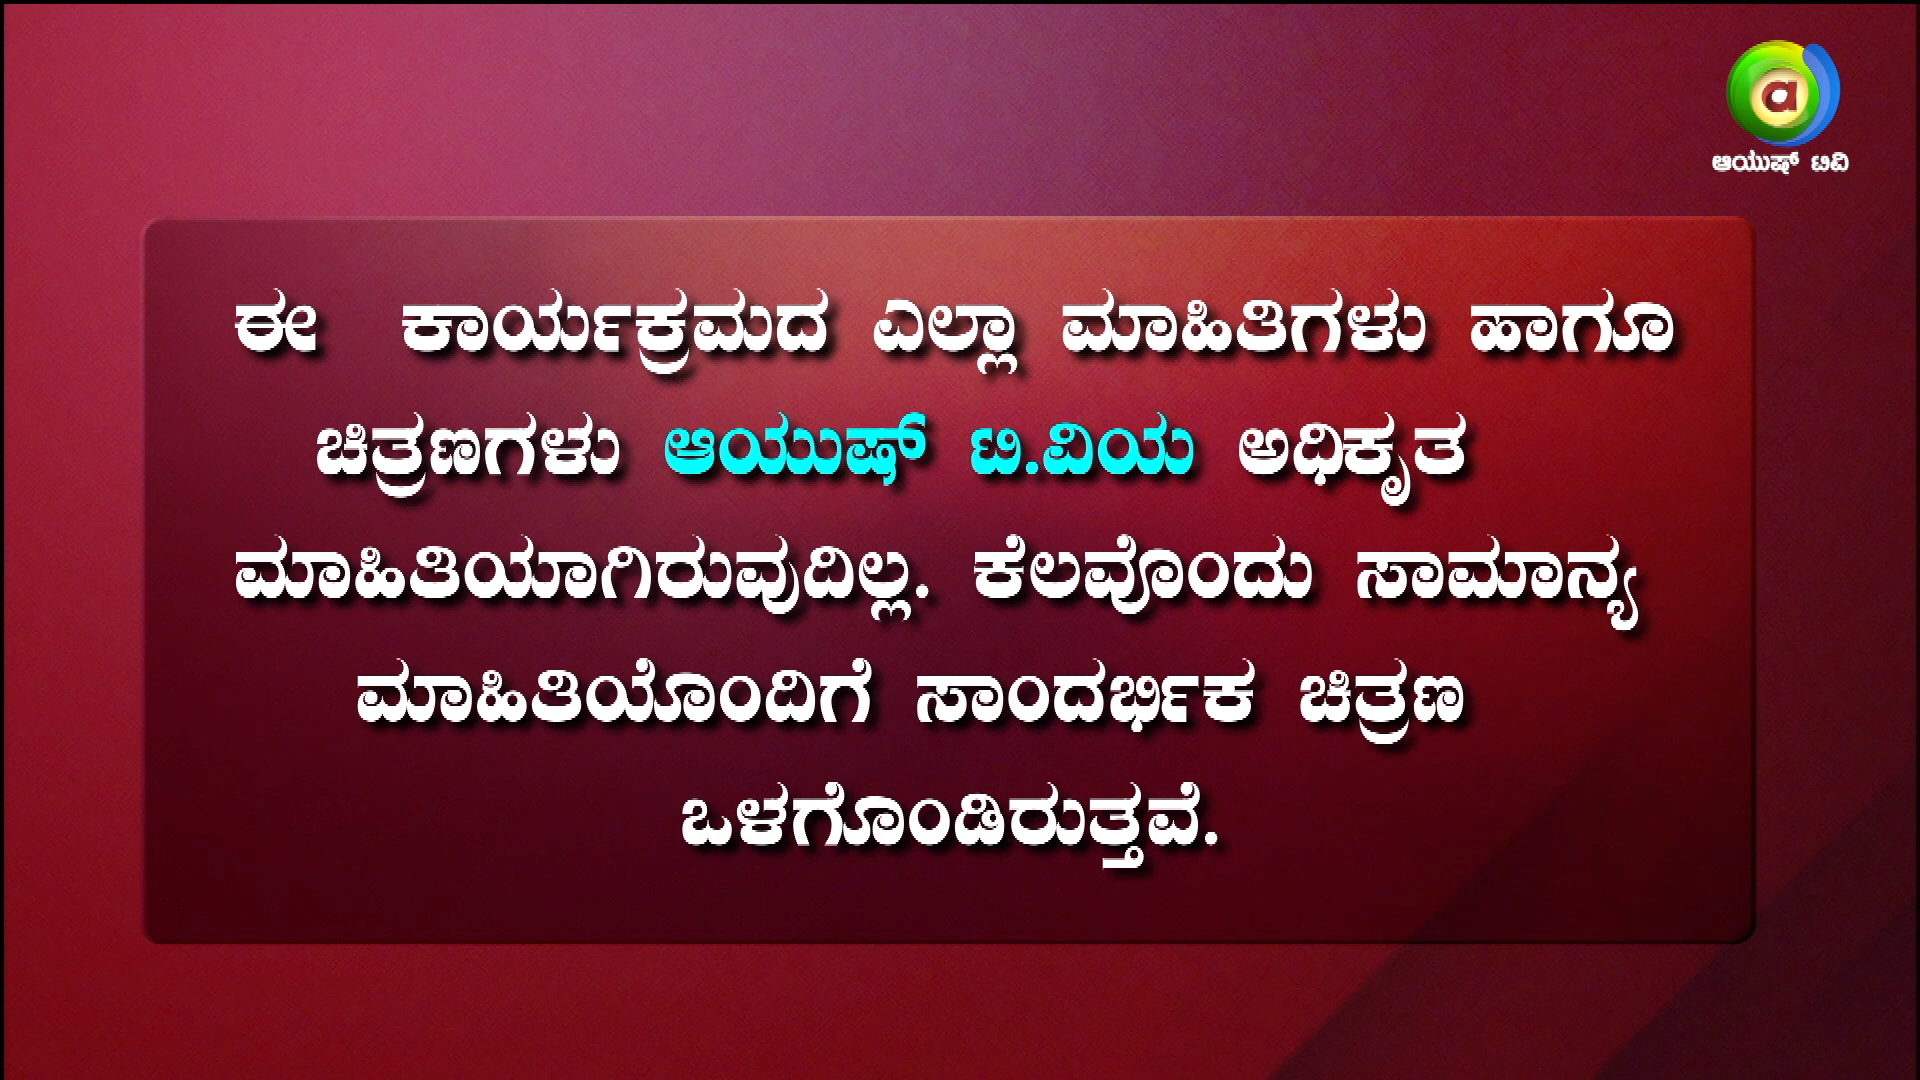 ಆಯುಷ್ ಟಿವಿ
ಈ ಕಾರ್ಯಕ್ರಮದ ಎಲ್ಲಾ ಮಾಹಿತಿಗಳು ಹಾಗೂ
ಚಿತ್ರಣಗಳು ಆಯುಷ್ ಟಿ.ವಿಯ ಅಧಿಕೃತ
ಮಾಹಿತಿಯಾಗಿರುವುದಿಲ್ಲ. ಕೆಲವೊಂದು ಸಾಮಾನ್ಯ
ಮಾಹಿತಿಯೊಂದಿಗೆ ಸಾಂದರ್ಭಿಕ ಚಿತ್ರಣ
ಒಳಗೊಂಡಿರುತ್ತವೆ.